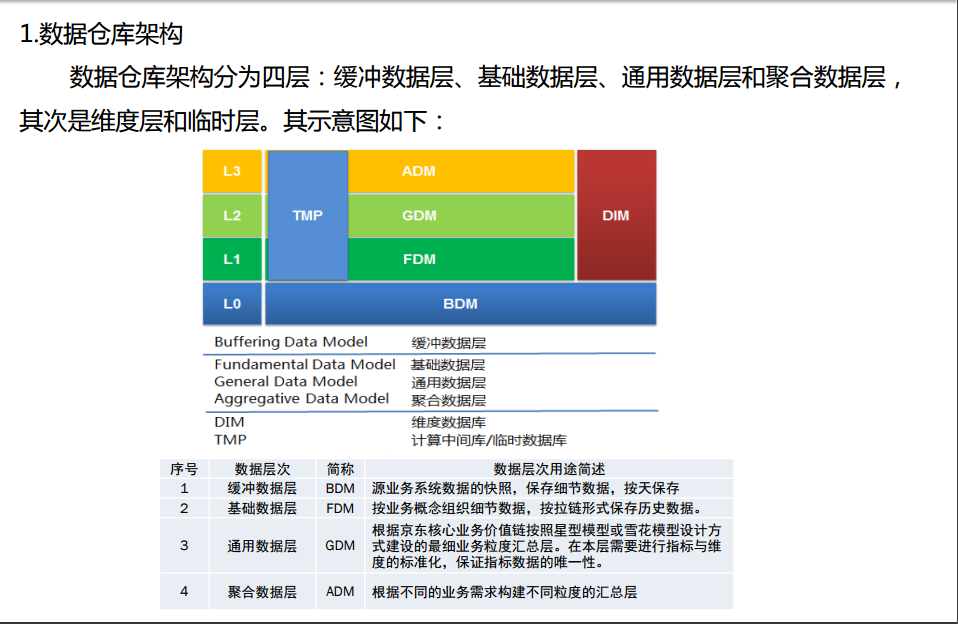 1.数据仓库架构
数据仓库架构分为四层：缓冲数据层、基础数据层、通用数据层和聚合数据层，
其次是维度层和临时层。其示意图如下：
L3 TMP ADM DIM
L2 GDM
L1 FDM
L0 BDM
Buffering Data Model 缓冲数据层
Fundamental Data Model 基础数据层
General Data Model 通用数据层
Aggregative Data Model 聚合数据层
DIM 维度数据库
TMP 计算中间库/临时数据库
序号 数据层次 简称 数据层次用途简述
1 缓冲数据层 BDM 源业务系统数据的快照，保存细节数据，按天保存
2 基础数据层 FDM 按业务概念组织细节数据，按拉链形式保存历史数据。
3 通用数据层 GDM 根据京东核心业务价值链按照星型模型或雪花模型设计方
式建设的最细业务粒度汇总层。在本层需要进行指标与维
度的标准化，保证指标数据的唯一性。
4 聚合数据层 ADM 根据不同的业务需求构建不同粒度的汇总层